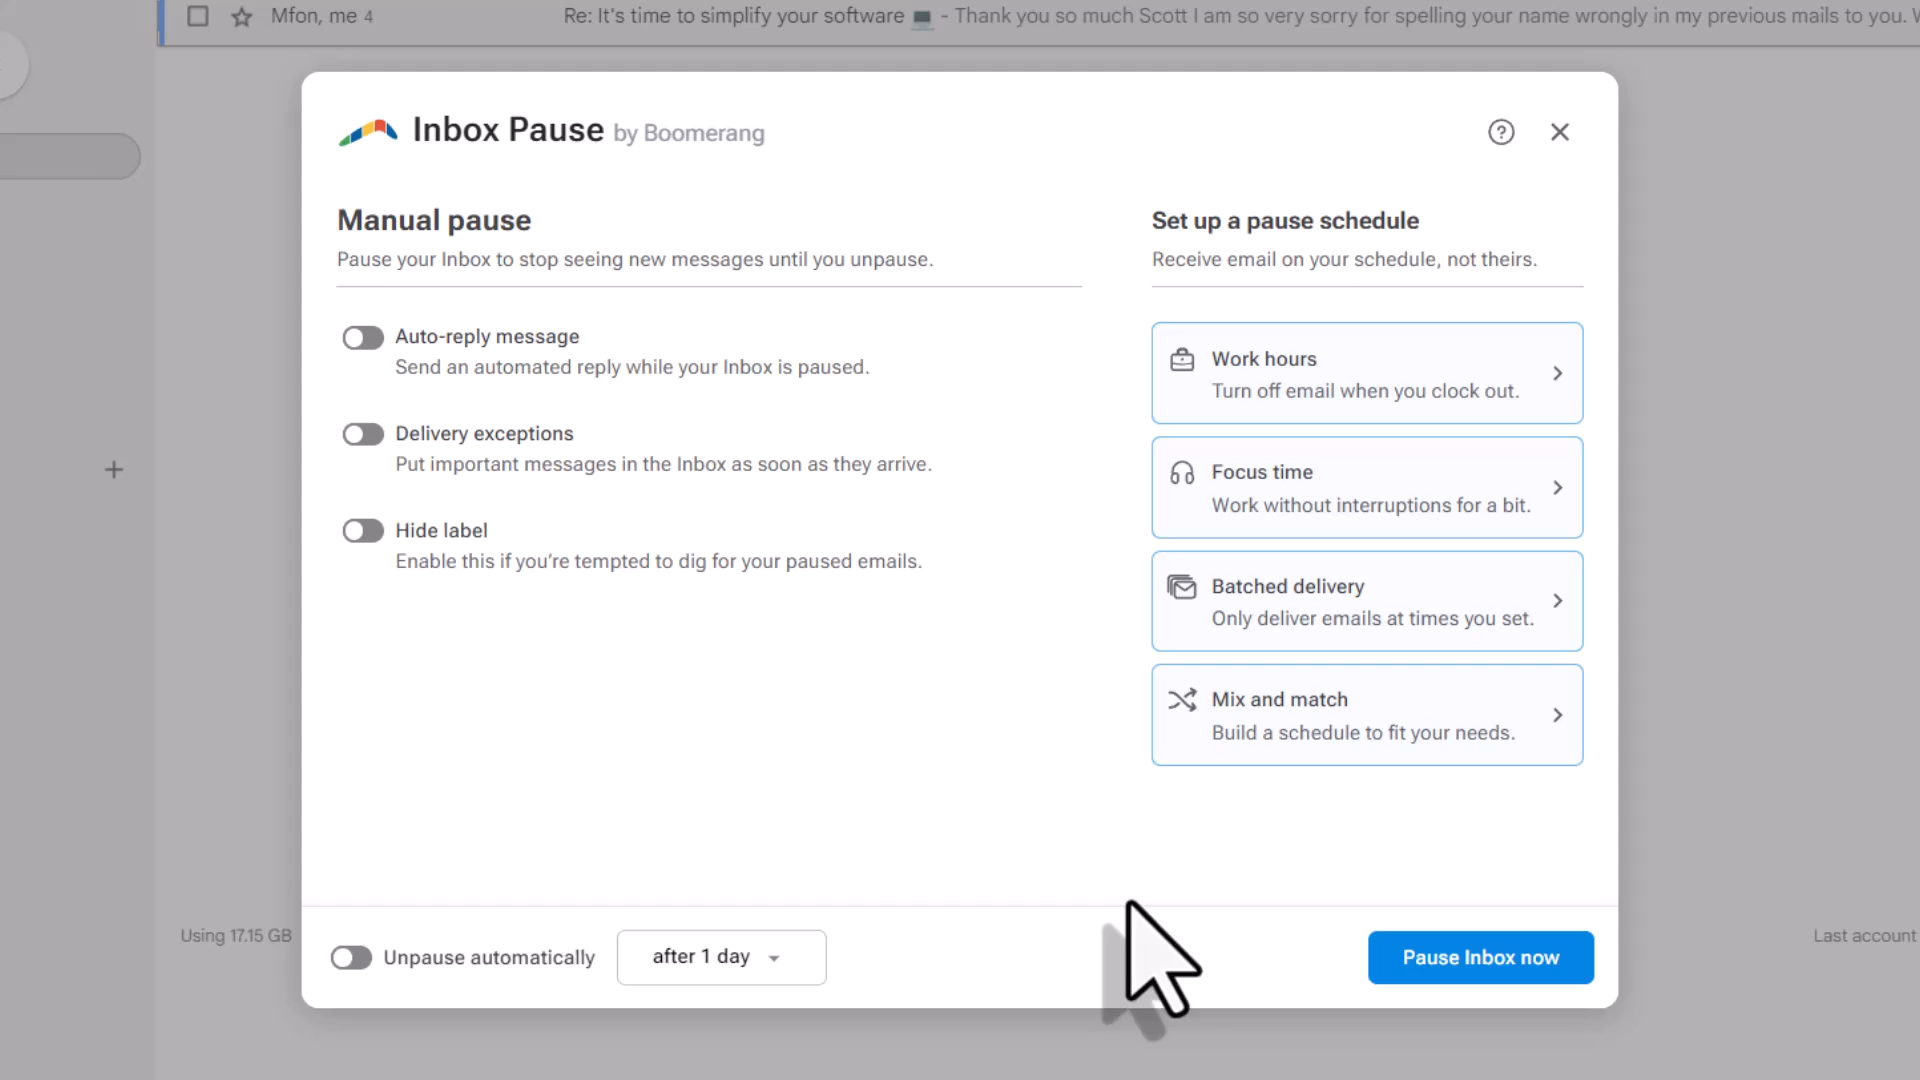 Mfon, me 4
Re: It's time to simplify your software 💻 - Thank you so much Scott I am so very sorry for spelling your name wrongly in my previous mails to you.
Inbox Pause by Boomerang
Manual pause
Pause your Inbox to stop seeing new messages until you unpause.
Auto-reply message
Send an automated reply while your Inbox is paused.
Delivery exceptions
Put important messages in the Inbox as soon as they arrive.
Hide label
Enable this if you’re tempted to dig for your paused emails.
Set up a pause schedule
Receive email on your schedule, not theirs.
Work hours
Turn off email when you clock out.
Focus time
Work without interruptions for a bit.
Batched delivery
Only deliver emails at times you set.
Mix and match
Build a schedule to fit your needs.
Using 17.15 GB
Last account
Unpause automatically
after 1 day
Pause Inbox now